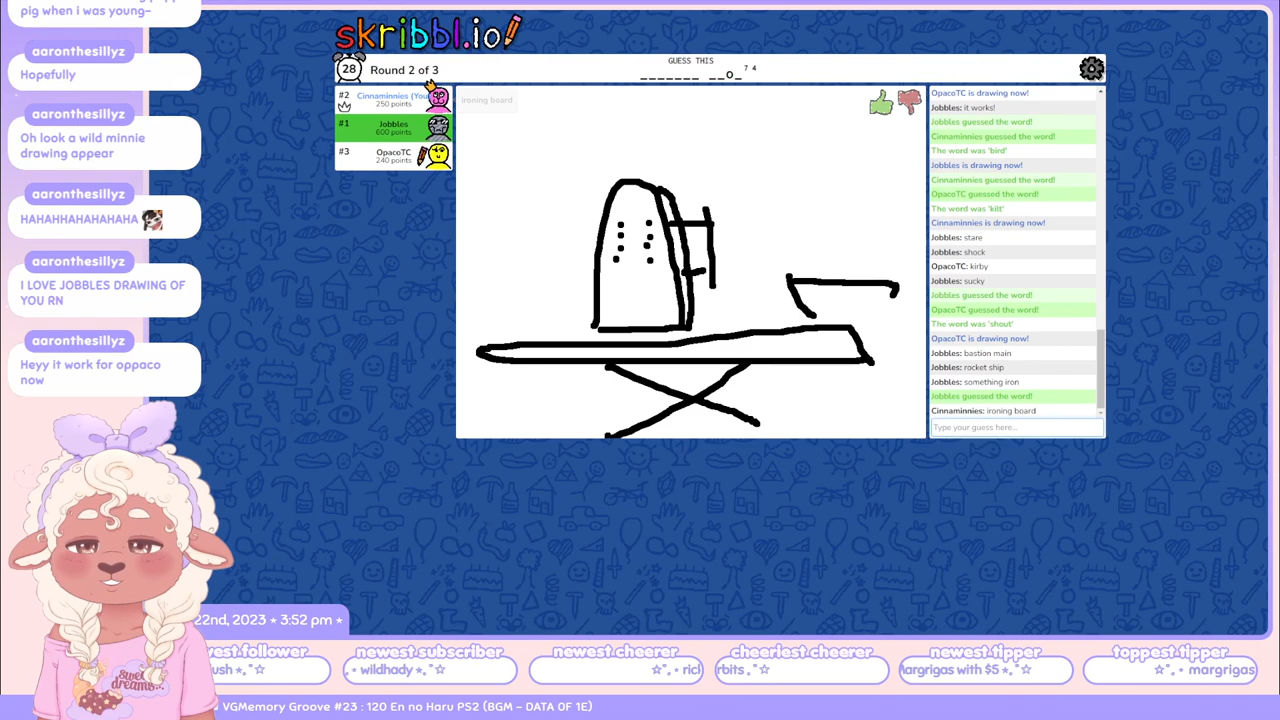 pig when i was young-
aaronthesillyz
Hopefully
aaronthesillyz
Oh look a wild minnie
drawing appear
aaronthesillyz
HAHAHHAHAHAHAHA
aaronthesillyz
I LOVE JOBBLES DRAWING OF
YOU RN
aaronthesillyz
Heyy it work for oppaco
now
skribbl.io
28
Round 2 of 3
GUESS THIS
_______ __o_ 7 4
#2
Cinnaminnies (You)
250 points
#1
Jobbles
600 points
#3
OpacoTC
240 points
ironing board
OpacoTC is drawing now!
Jobbles: it works!
Jobbles guessed the word!
Cinnaminnies guessed the word!
The word was 'bird'
Jobbles is drawing now!
Cinnaminnies guessed the word!
OpacoTC guessed the word!
The word was 'kilt'
Cinnaminnies is drawing now!
Jobbles: stare
Jobbles: shock
OpacoTC: kirby
Jobbles: sucky
Jobbles guessed the word!
OpacoTC guessed the word!
The word was 'shout'
OpacoTC is drawing now!
Jobbles: bastion main
Jobbles: rocket ship
Jobbles: something iron
Jobbles guessed the word!
Cinnaminnies: ironing board
Type your guess here...
sweet dreams...
22nd, 2023 ⋆ 3:52 pm ⋆
west follower
ush ⋆,"☆
newest subscriber
⋆ wildhady ⋆,"☆
newest cheerer
☆",⋆ ric
cheeriest cheerer
rbits ,"☆
newest tipper
Margrigas with $5 ⋆,"☆
toppest tipper
☆",⋆ margrigas
VGMemory Groove #23 : 120 En no Haru PS2 (BGM - DATA 0F 1E)